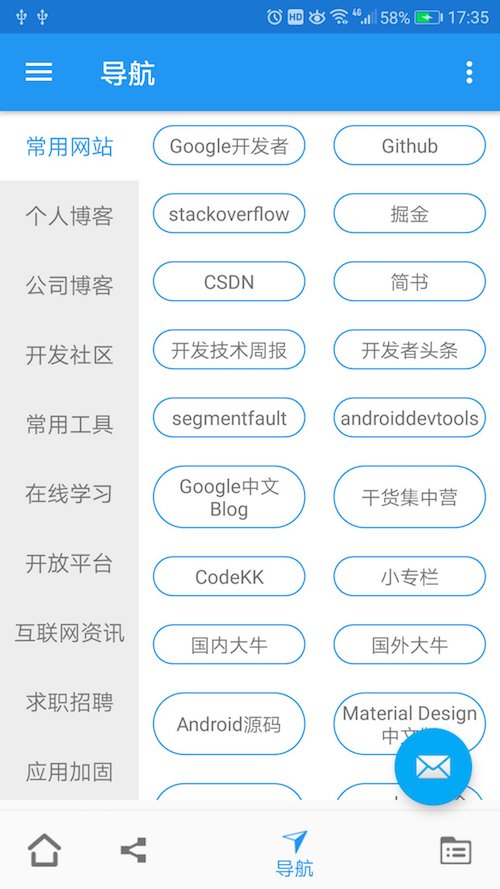 HD 4G 58% 17:35
导航
常用网站
个人博客
公司博客
开发社区
常用工具
在线学习
开放平台
互联网资讯
求职招聘
应用加固
Google开发者
Github
stackoverflow
掘金
CSDN
简书
开发技术周报
开发者头条
segmentfault
androiddevtools
Google中文
Blog
干货集中营
CodeKK
小专栏
国内大牛
国外大牛
Android源码
Material Design
中文
导航